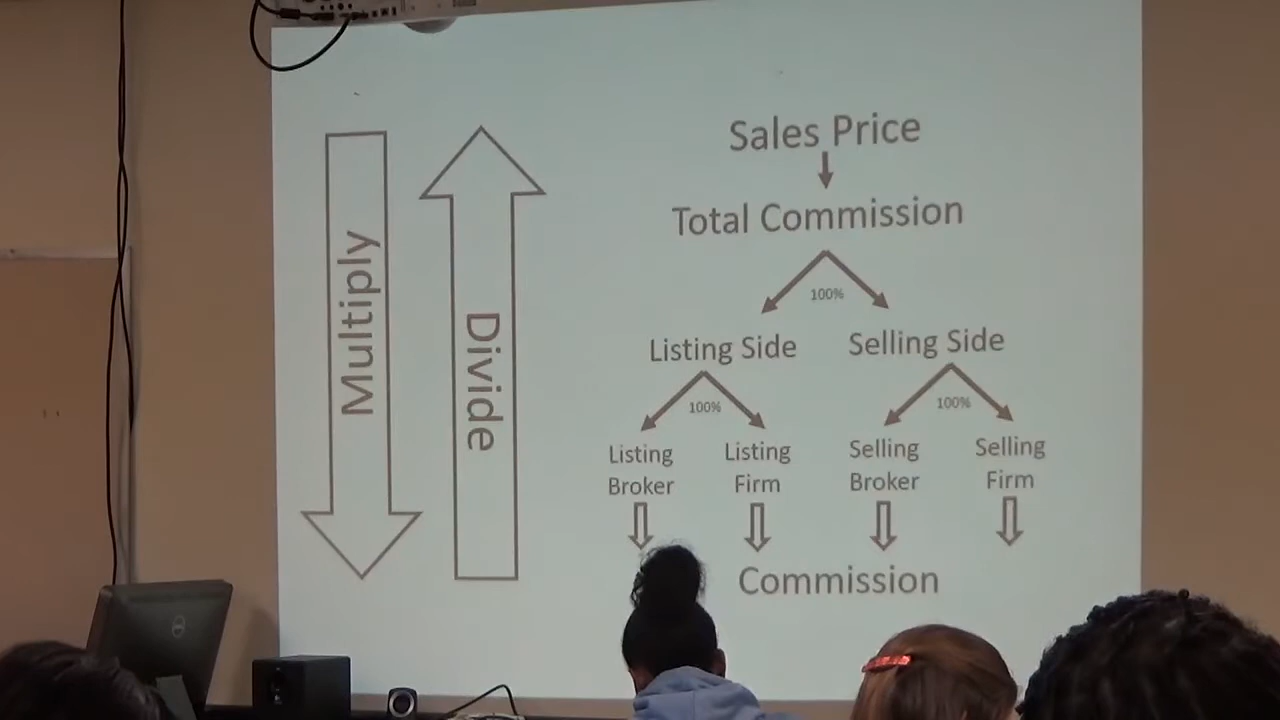 Multiply
Divide
Sales Price
Total Commission
100%
Listing Side
Selling Side
100%
100%
Listing
Broker
Listing
Firm
Selling
Broker
Selling
Firm
Commission